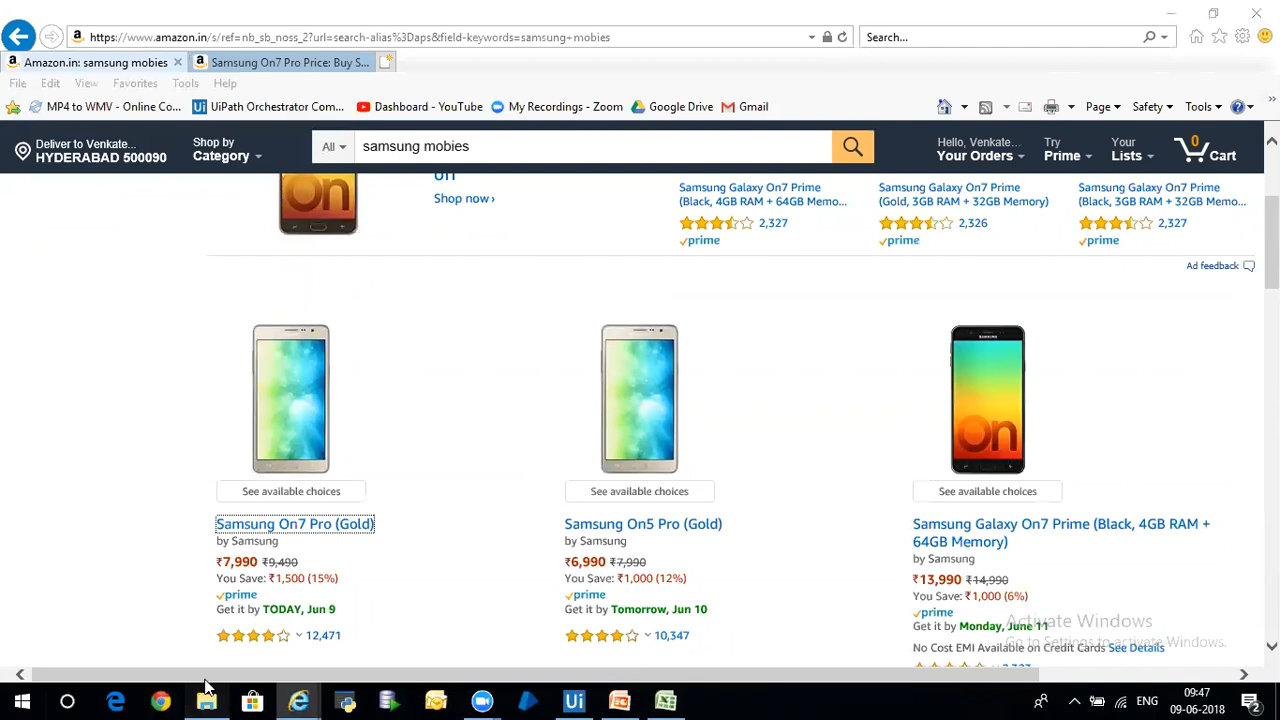 https://www.amazon.in/s/ref=nb_sb_noss_2?url=search-alias%3Daps&field-keywords=samsung+mobies
Search...
Amazon.in: samsung mobies
Samsung On7 Pro Price: Buy S...
File Edit View Favorites Tools Help
MP4 to WMV - Online Co... UiPath Orchestrator Com... Dashboard - YouTube My Recordings - Zoom Google Drive Gmail Page Safety Tools
Deliver to Venkate...
HYDERABAD 500090
Shop by
Category
All
samsung mobies
Hello, Venkate...
Your Orders
Try
Prime
Your
Lists
0
Cart
On
Shop now›
Samsung Galaxy On7 Prime
(Black, 4GB RAM + 64GB Memo...
2,327
prime
Samsung Galaxy On7 Prime
(Gold, 3GB RAM + 32GB Memory)
2,326
prime
Samsung Galaxy On7 Prime
(Black, 3GB RAM + 32GB Memo...
2,327
prime
Ad feedback
SAMSUNG
On
See available choices
Samsung On7 Pro (Gold)
by Samsung
₹7,990 ₹9,490
You Save: ₹1,500 (15%)
prime
Get it by TODAY, Jun 9
12,471
See available choices
Samsung On5 Pro (Gold)
by Samsung
₹6,990 ₹7,990
You Save: ₹1,000 (12%)
prime
Get it by Tomorrow, Jun 10
10,347
See available choices
Samsung Galaxy On7 Prime (Black, 4GB RAM +
64GB Memory)
by Samsung
₹13,990 ₹14,990
You Save: ₹1,000 (6%)
prime
Get it by Monday, June 11
No Cost EMI Available on Credit Cards See Details
Activate Windows
Go to Settings to activate Windows.
Ui
ENG
09:47
09-06-2018
2